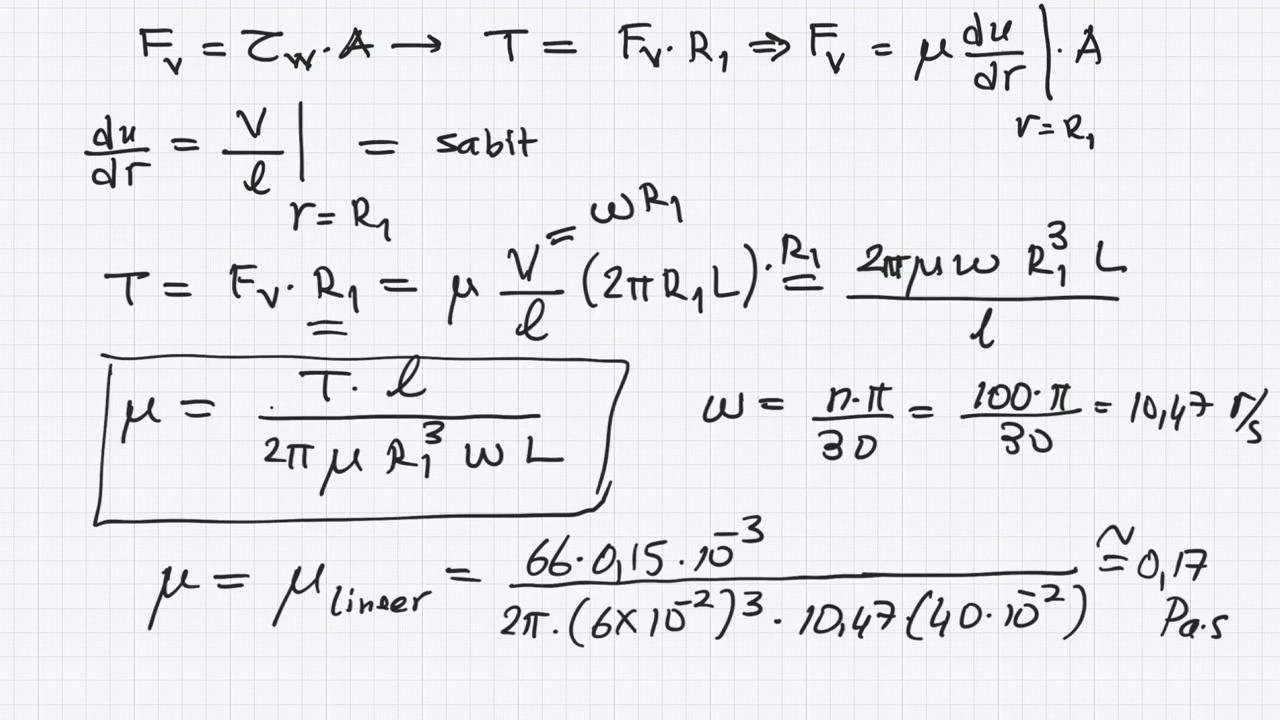 F_v = τ_w · A → T = F_v · R_1 ⇒ F_v = μ du/dr | · A
r = R_1
du/dr = V/ℓ | = sabit
r = R_1
= ωR_1
T = F_v · R_1 = μ V/ℓ (2πR_1L) · R_1 = 2πμω R_1^3 L / ℓ
μ = T · ℓ / 2π μ R_1^3 ω L
ω = n·π/30 = 100·π/30 = 10,47 r/s
μ = μ_lineer = 66·0,15·10^-3 / 2π·(6×10^-2)^3 · 10,47(40·10^-2) ≅ 0,17
Pa·s